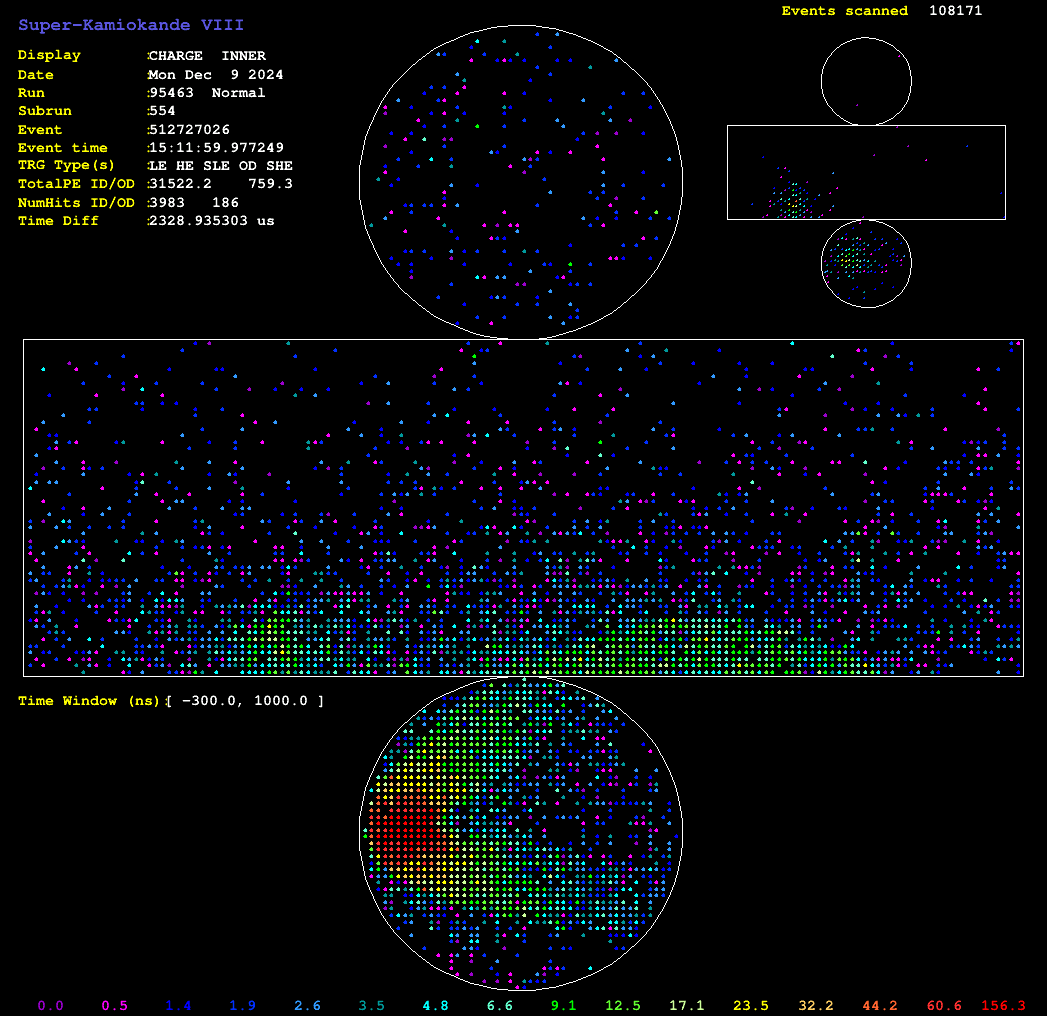 Super-Kamiokande VIII
Events scanned 108171
Display :CHARGE INNER
Date :Mon Dec 9 2024
Run :95463 Normal
Subrun :554
Event :512727026
Event time :15:11:59.977249
TRG Type(s) :LE HE SLE OD SHE
TotalPE ID/OD :31522.2 759.3
NumHits ID/OD :3983 186
Time Diff :2328.935303 us
Time Window (ns):[ -300.0, 1000.0 ]
0.0 0.5 1.4 1.9 2.6 3.5 4.8 6.6 9.1 12.5 17.1 23.5 32.2 44.2 60.6 156.3